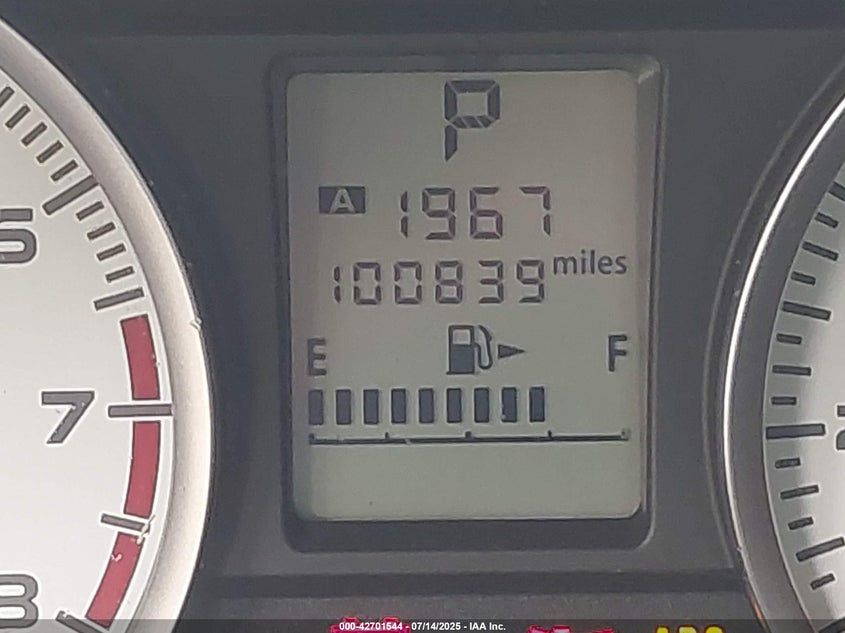 P
A 1967
100839 miles
E F
5
7
8
000-42701544 - 07/14/2025 - IAA Inc.